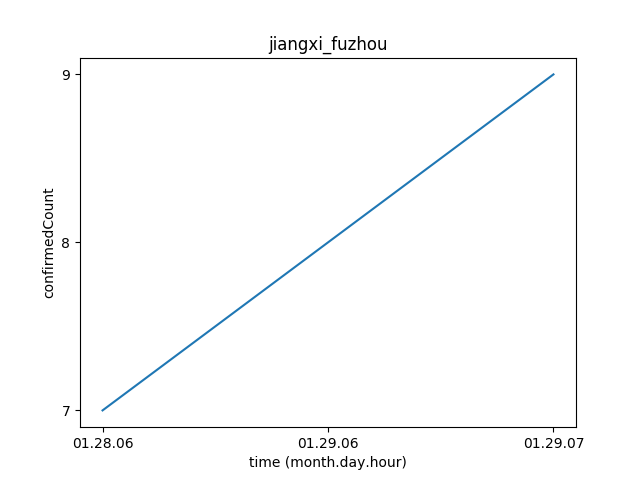 jiangxi_fuzhou
9
8
7
confirmedCount
01.28.06 01.29.06 01.29.07
time (month.day.hour)